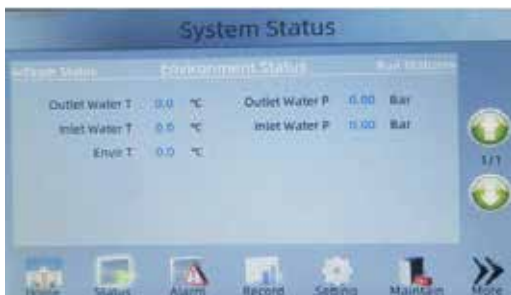 System Status
Environment Status
Outlet Water T 0.0 ℃ Outlet Water P 0.00 Bar
Inlet Water T 0.0 ℃ Inlet Water P 0.00 Bar
Envir T 0.0 ℃
1/1
Home Status Alarm Record Setting Maintain More